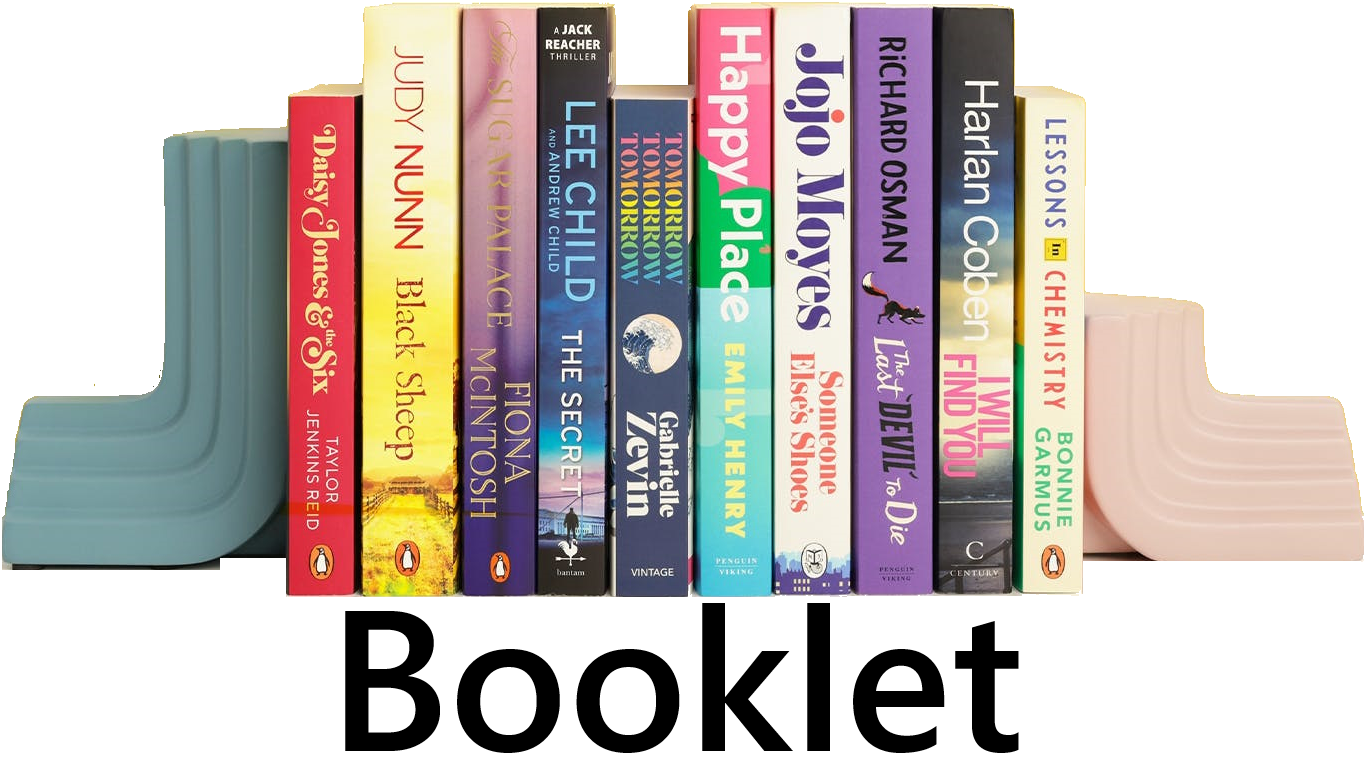 Daisy Jones & the Six
TAYLOR
JENKINS REID
JUDY NUNN Black Sheep
The SUGAR PALACE
FIONA
McINTOSH
A JACK
REACHER
THRILLER
LEE CHILD
AND ANDREW CHILD
THE SECRET
bantam
TOMORROW
TOMORROW
TOMORROW
Gabrielle
Zevin
VINTAGE
Happy Place EMILY HENRY
PENGUIN
VIKING
Jojo Moyes
Someone
Else's Shoes
RICHARD OSMAN
The
Last DEVIL To Die
PENGUIN
VIKING
Harlan Coben
I WILL
FIND YOU
C
CENTURY
LESSONS In CHEMISTRY
BONNIE
GARMUS
Booklet